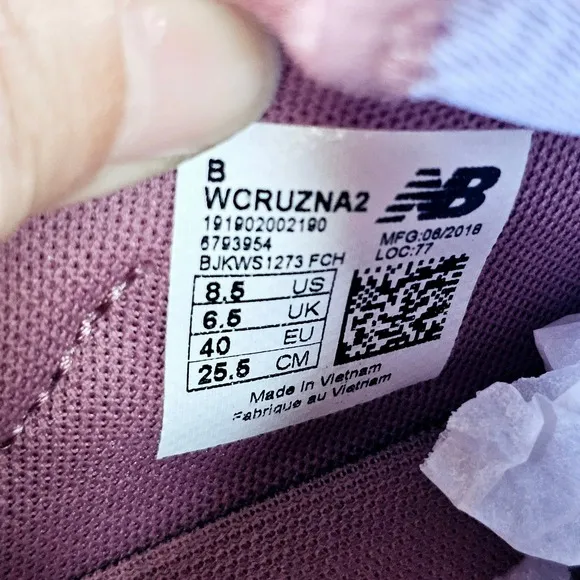 B
WCRUZNA2
NB
191902002190
6793954
BJKWS1273 FCH
MFG:06/2018
LOC:77
8.5 US
6.5 UK
40 EU
25.5 CM
Made In Vietnam
Fabrique au Vietnam